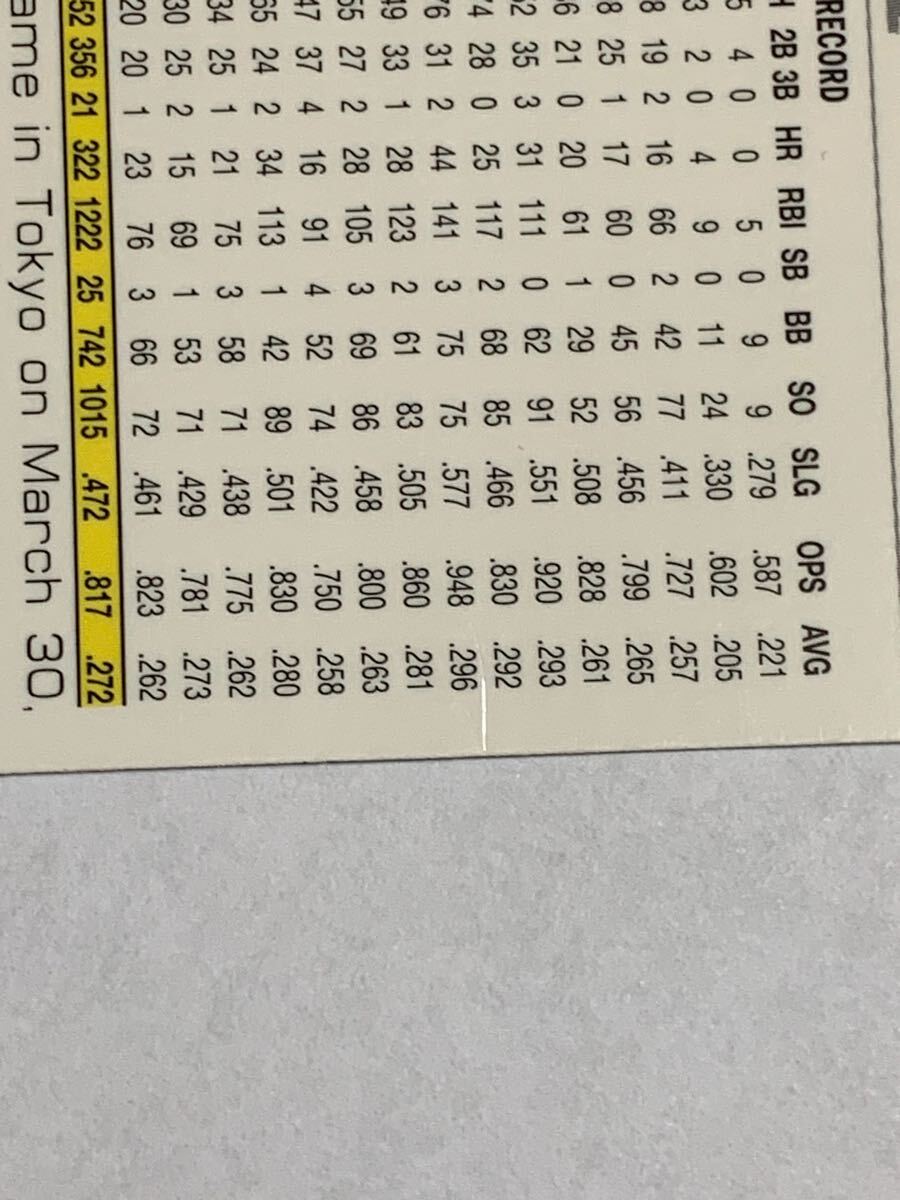 RECORD
H 2B 3B HR RBI SB BB SO SLG OPS AVG
5 4 0 0 5 0 9 9 .279 .587 .221
3 2 0 4 9 0 11 24 .330 .602 .205
8 19 2 16 66 2 42 77 .411 .727 .257
8 25 1 17 60 0 45 56 .456 .799 .265
6 21 0 20 61 1 29 52 .508 .828 .261
2 35 3 31 111 0 62 91 .551 .920 .293
4 28 0 25 117 2 68 85 .466 .830 .292
76 31 2 44 141 3 75 75 .577 .948 .296
49 33 1 28 123 2 61 83 .505 .860 .281
55 27 2 28 105 3 69 86 .458 .800 .263
47 37 4 16 91 4 52 74 .422 .750 .258
65 24 2 34 113 1 42 89 .501 .830 .280
34 25 1 21 75 3 58 71 .438 .775 .262
30 25 2 15 69 1 53 71 .429 .781 .273
20 20 1 23 76 3 66 72 .461 .823 .262
52 356 21 322 1222 25 742 1015 .472 .817 .272
ame in Tokyo on March 30,